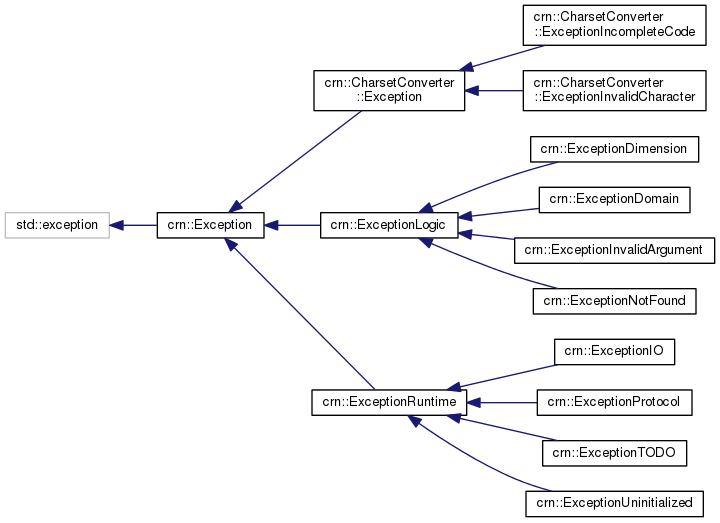 crn::CharsetConverter
::ExceptionIncompleteCode
crn::CharsetConverter
::Exception
crn::CharsetConverter
::ExceptionInvalidCharacter
crn::ExceptionDimension
crn::ExceptionDomain
std::exception
crn::Exception
crn::ExceptionLogic
crn::ExceptionInvalidArgument
crn::ExceptionNotFound
crn::ExceptionIO
crn::ExceptionRuntime
crn::ExceptionProtocol
crn::ExceptionTODO
crn::ExceptionUninitialized